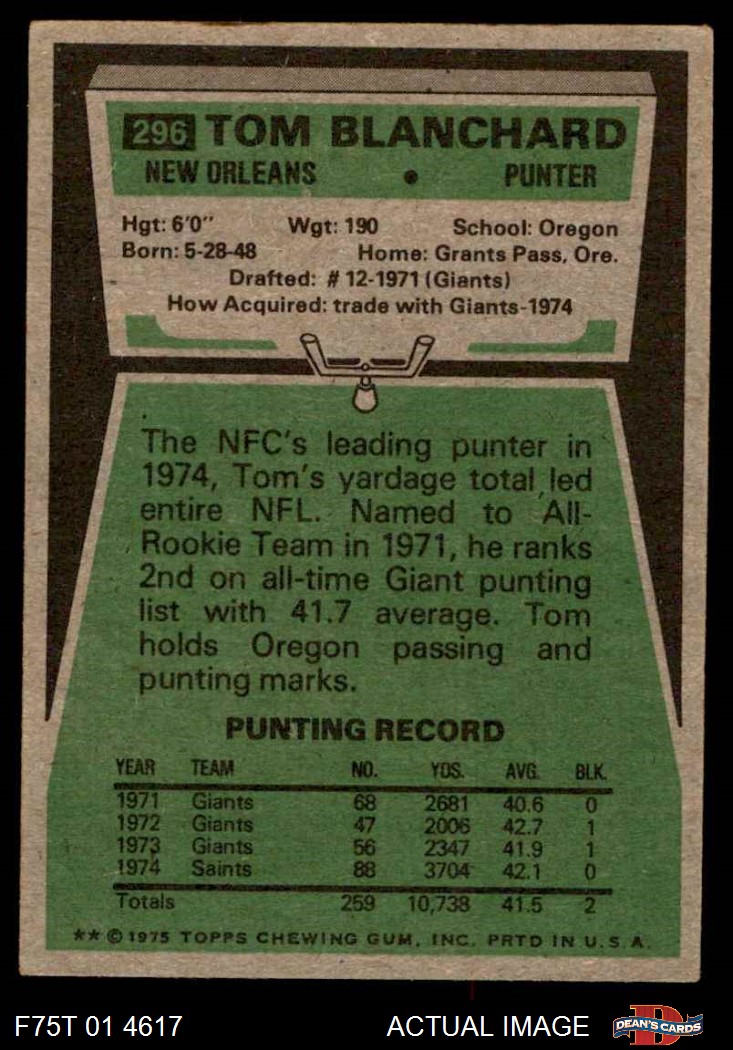 296 TOM BLANCHARD
NEW ORLEANS • PUNTER
Hgt: 6'0" Wgt: 190 School: Oregon
Born: 5-28-48 Home: Grants Pass, Ore.
Drafted: # 12-1971 (Giants)
How Acquired: trade with Giants-1974
The NFC's leading punter in
1974, Tom's yardage total led
entire NFL. Named to All-
Rookie Team in 1971, he ranks
2nd on all-time Giant punting
list with 41.7 average. Tom
holds Oregon passing and
punting marks.
PUNTING RECORD
YEAR TEAM NO. YDS. AVG. BLK.
1971 Giants 68 2681 40.6 0
1972 Giants 47 2006 42.7 1
1973 Giants 56 2347 41.9 1
1974 Saints 88 3704 42.1 0
Totals 259 10,738 41.5 2
**© 1975 TOPPS CHEWING GUM, INC. PRTD IN U.S.A.
F75T 01 4617 ACTUAL IMAGE D DEAN'S CARDS